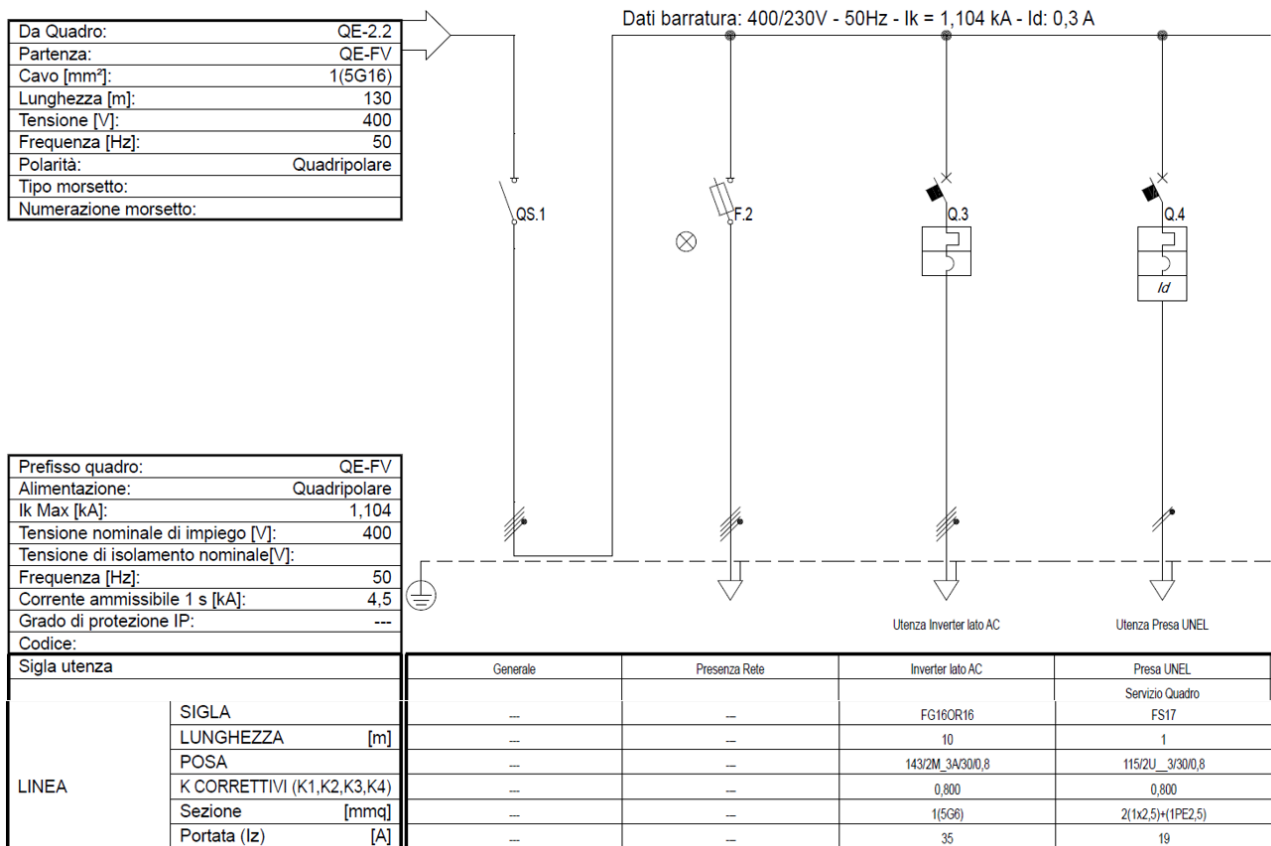 Dati barratura: 400/230V - 50Hz - Ik = 1,104 kA - Id: 0,3 A
Da Quadro: QE-2.2
Partenza: QE-FV
Cavo [mm²]: 1(5G16)
Lunghezza [m]: 130
Tensione [V]: 400
Frequenza [Hz]: 50
Polarità: Quadripolare
Tipo morsetto:
Numerazione morsetto:
QS.1
F.2
Q.3
Q.4
Id
Prefisso quadro: QE-FV
Alimentazione: Quadripolare
Ik Max [kA]: 1,104
Tensione nominale di impiego [V]: 400
Tensione di isolamento nominale[V]:
Frequenza [Hz]: 50
Corrente ammissibile 1 s [kA]: 4,5
Grado di protezione IP: ---
Codice:
Utenza Inverter lato AC
Utenza Presa UNEL
Sigla utenza Generale Presenza Rete Inverter lato AC Presa UNEL
Servizio Quadro
LINEA
SIGLA --- --- FG16OR16 FS17
LUNGHEZZA [m] --- --- 10 1
POSA --- --- 143/2M_3A/30/0,8 115/2U__3/30/0,8
K CORRETTIVI (K1,K2,K3,K4) --- --- 0,800 0,800
Sezione [mmq] --- --- 1(5G6) 2(1x2,5)+(1PE2,5)
Portata (Iz) [A] --- --- 35 19